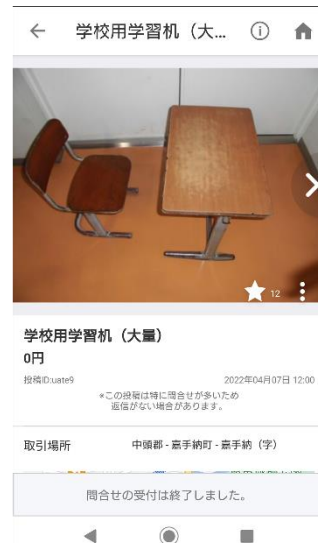 学校用学習机（大...
12
学校用学習机（大量）
0円
投稿ID:uate9
2022年04月07日 12:00
*この投稿は特に問合せが多いため
返信がない場合があります。
取引場所
中頭郡 - 嘉手納町 - 嘉手納（字）
問合せの受付は終了しました。